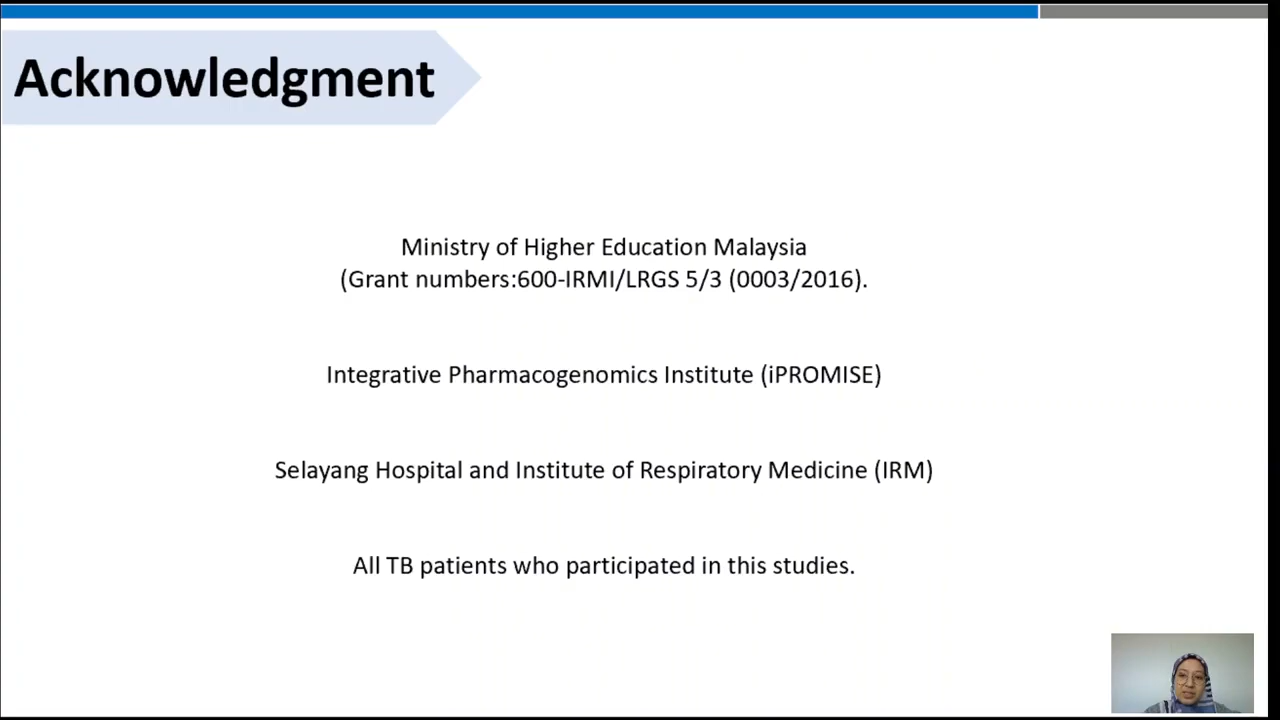 Acknowledgment
Ministry of Higher Education Malaysia
(Grant numbers:600-IRMI/LRGS 5/3 (0003/2016).
Integrative Pharmacogenomics Institute (iPROMISE)
Selayang Hospital and Institute of Respiratory Medicine (IRM)
All TB patients who participated in this studies.